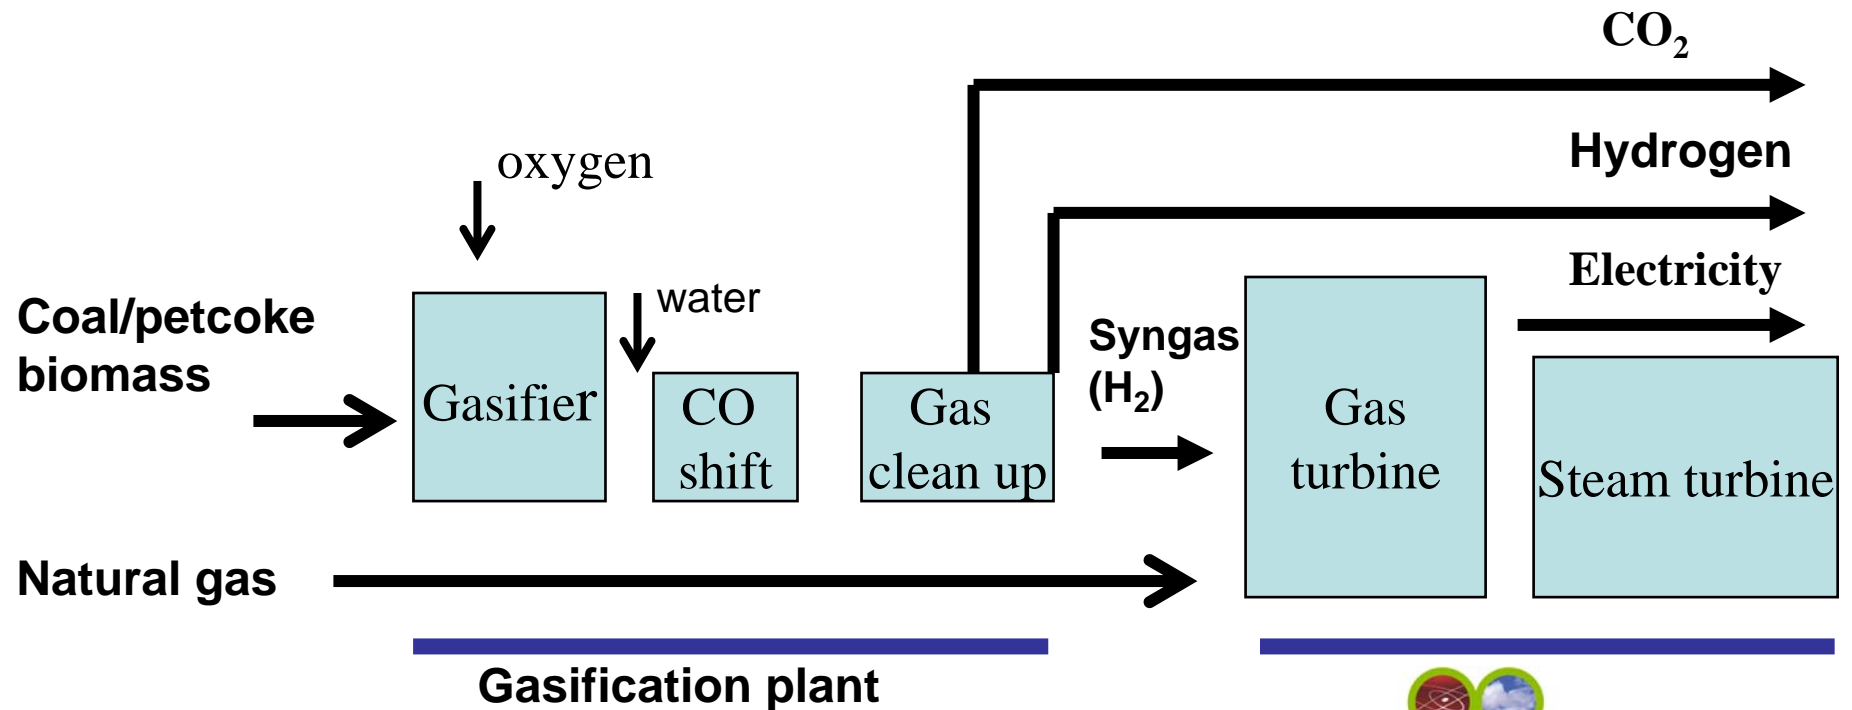 CO₂
Hydrogen
oxygen
Electricity
water
Coal/petcoke
biomass
Syngas
(H₂)
Gasifier
CO
shift
Gas
clean up
Gas
turbine
Steam turbine
Natural gas
Gasification plant